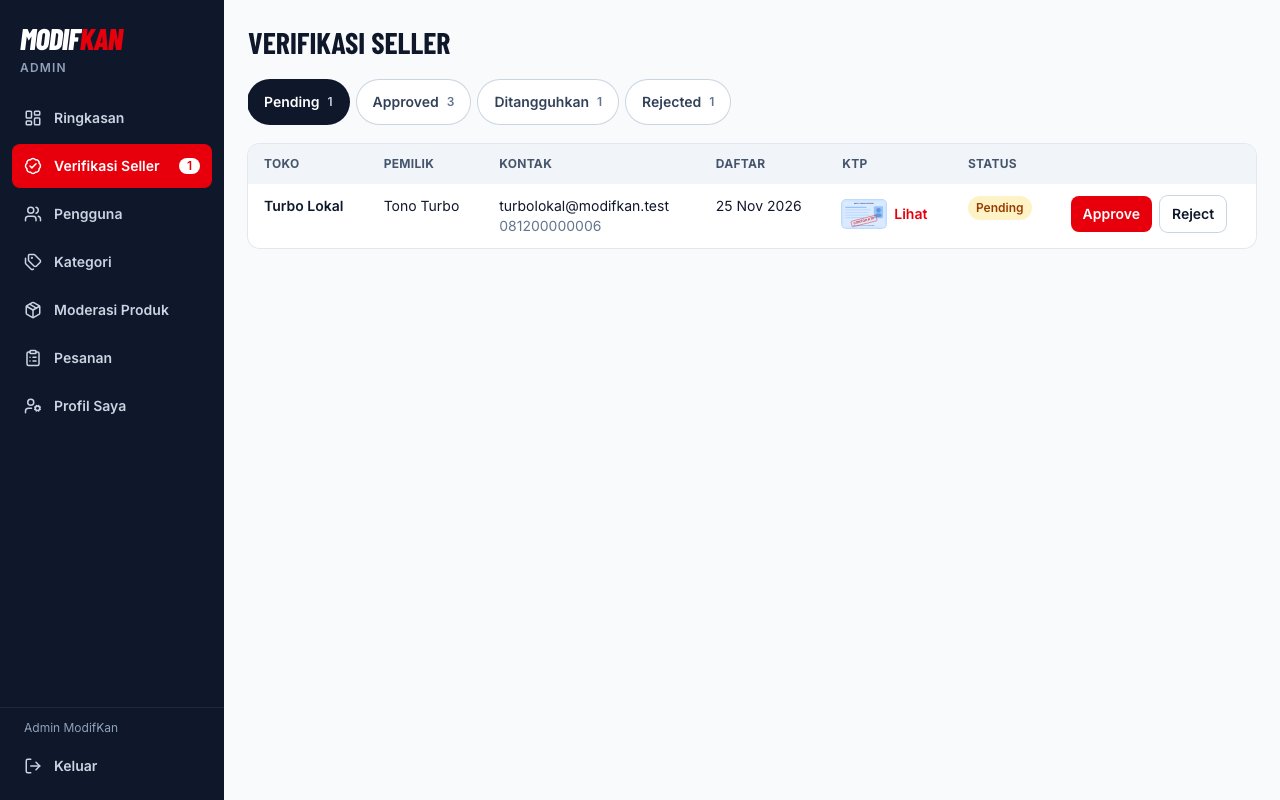 MODIFKAN
ADMIN
Ringkasan
Verifikasi Seller 1
Pengguna
Kategori
Moderasi Produk
Pesanan
Profil Saya
Admin ModifKan
Keluar
VERIFIKASI SELLER
Pending 1
Approved 3
Ditangguhkan 1
Rejected 1
TOKO PEMILIK KONTAK DAFTAR KTP STATUS
Turbo Lokal Tono Turbo turbolokal@modifkan.test 25 Nov 2026 Lihat Pending Approve Reject
081200000006